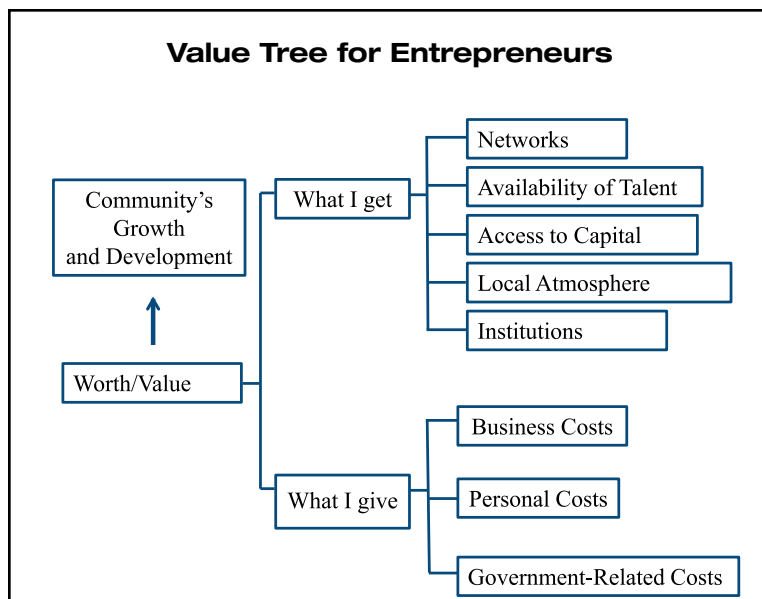 Value Tree for Entrepreneurs
Community’s
Growth
and Development
Worth/Value
What I get
Networks
Availability of Talent
Access to Capital
Local Atmosphere
Institutions
What I give
Business Costs
Personal Costs
Government-Related Costs